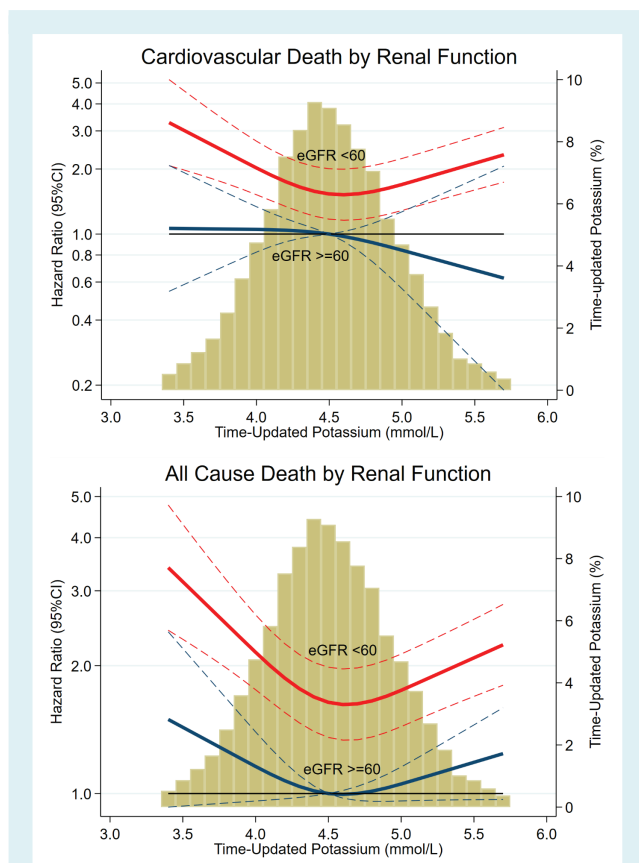 Cardiovascular Death by Renal Function
Hazard Ratio (95%CI)
5.0
4.0
3.0
2.0
1.0
0.8
0.6
0.4
0.2
eGFR <60
eGFR >=60
10
8
6
4
2
0
Time-updated Potassium (%)
3.0 3.5 4.0 4.5 5.0 5.5 6.0
Time-Updated Potassium (mmol/L)
All Cause Death by Renal Function
Hazard Ratio (95%CI)
5.0
4.0
3.0
2.0
1.0
eGFR <60
eGFR >=60
10
8
6
4
2
0
Time-Updated Potassium (%)
3.0 3.5 4.0 4.5 5.0 5.5 6.0
Time-Updated Potassium (mmol/L)